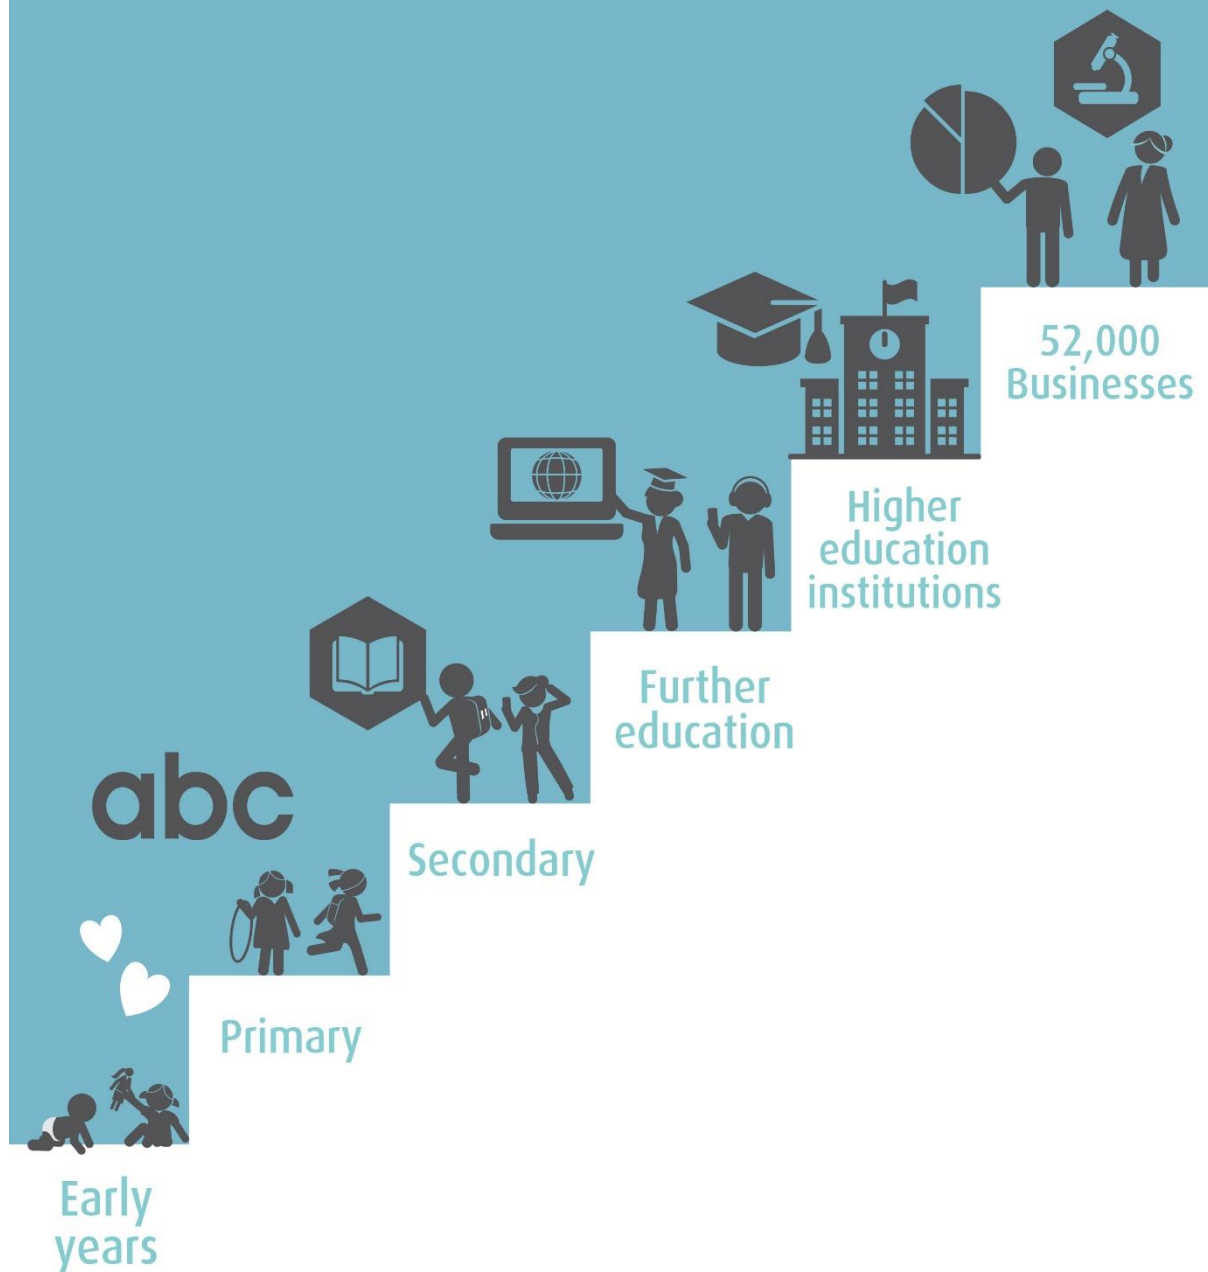 52,000
Businesses
Higher
education
institutions
Further
education
abc
Secondary
Primary
Early
years